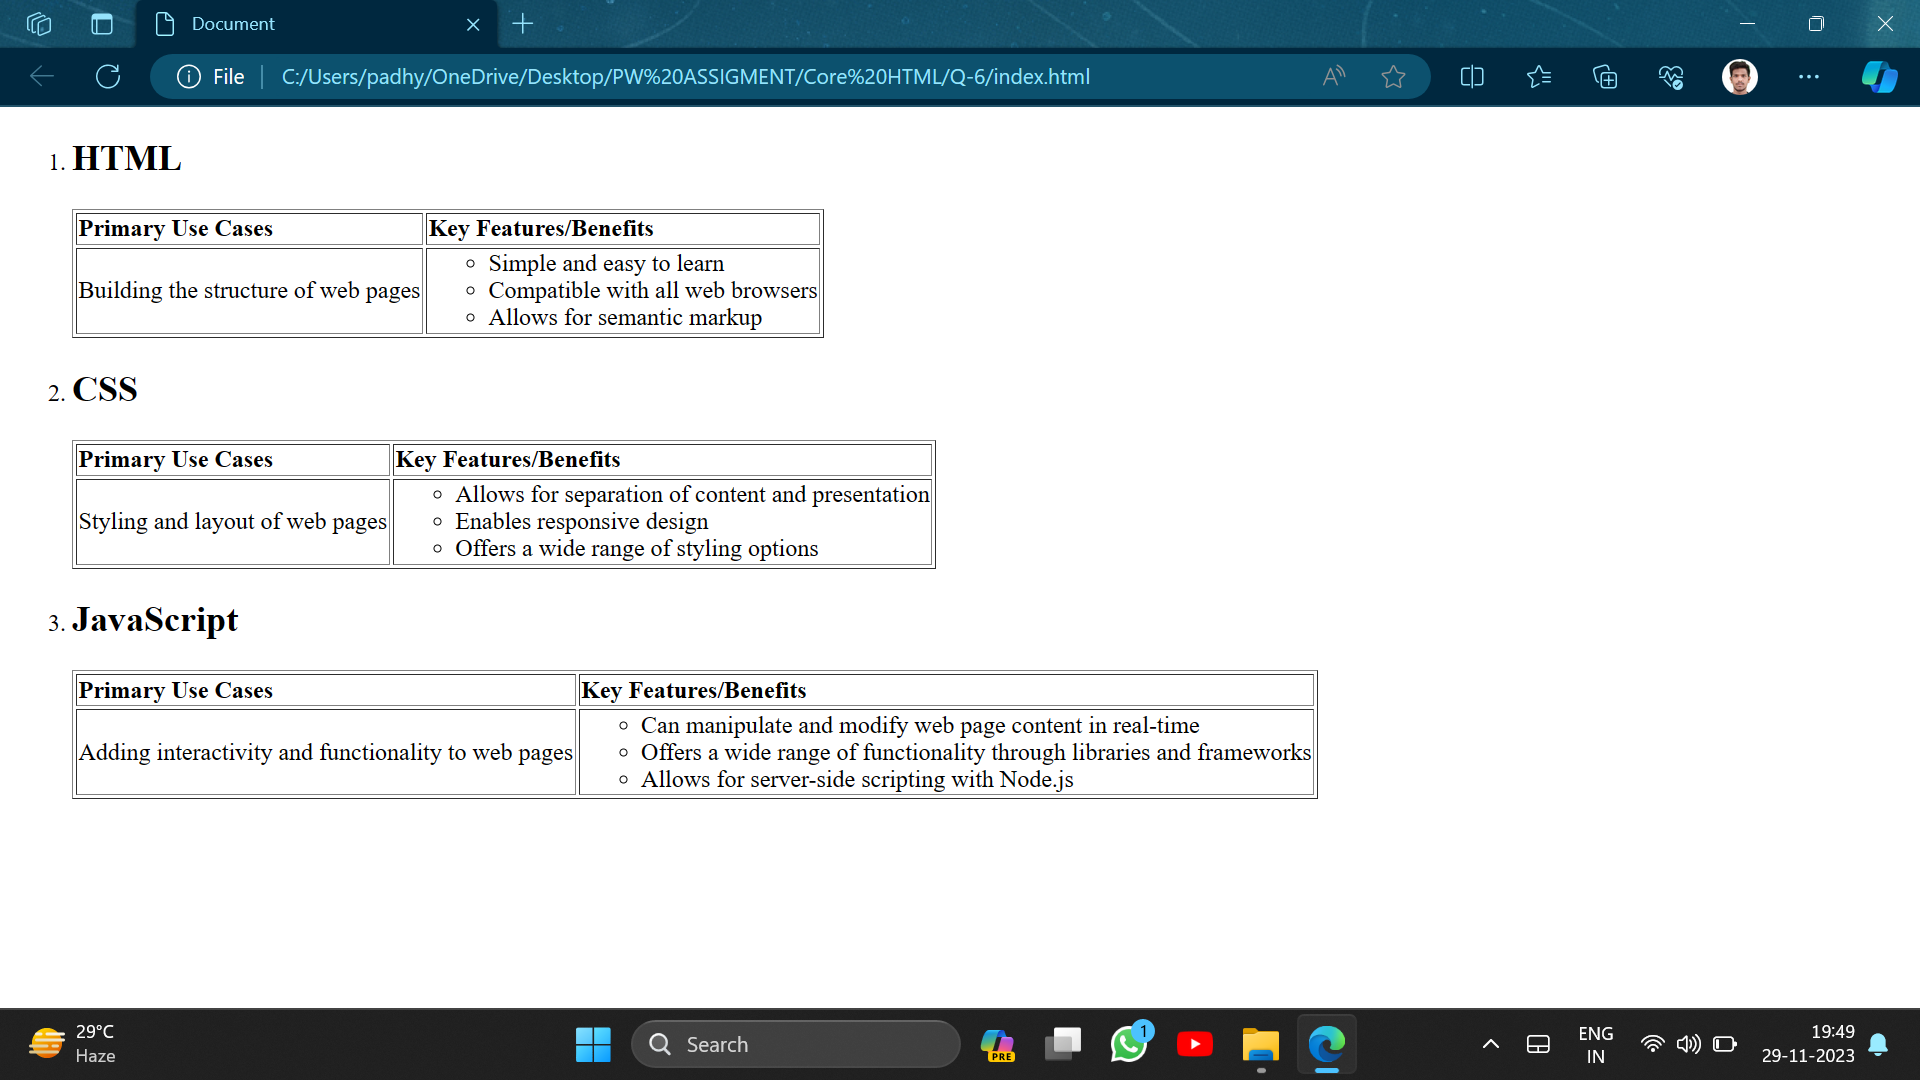 Document
File
C:/Users/padhy/OneDrive/Desktop/PW%20ASSIGMENT/Core%20HTML/Q-6/index.html
1. HTML
Primary Use Cases Key Features/Benefits
Building the structure of web pages
Simple and easy to learn
Compatible with all web browsers
Allows for semantic markup
2. CSS
Primary Use Cases Key Features/Benefits
Styling and layout of web pages
Allows for separation of content and presentation
Enables responsive design
Offers a wide range of styling options
3. JavaScript
Primary Use Cases Key Features/Benefits
Adding interactivity and functionality to web pages
Can manipulate and modify web page content in real-time
Offers a wide range of functionality through libraries and frameworks
Allows for server-side scripting with Node.js
29°C
Haze
Search
PRE
1
ENG
IN
19:49
29-11-2023